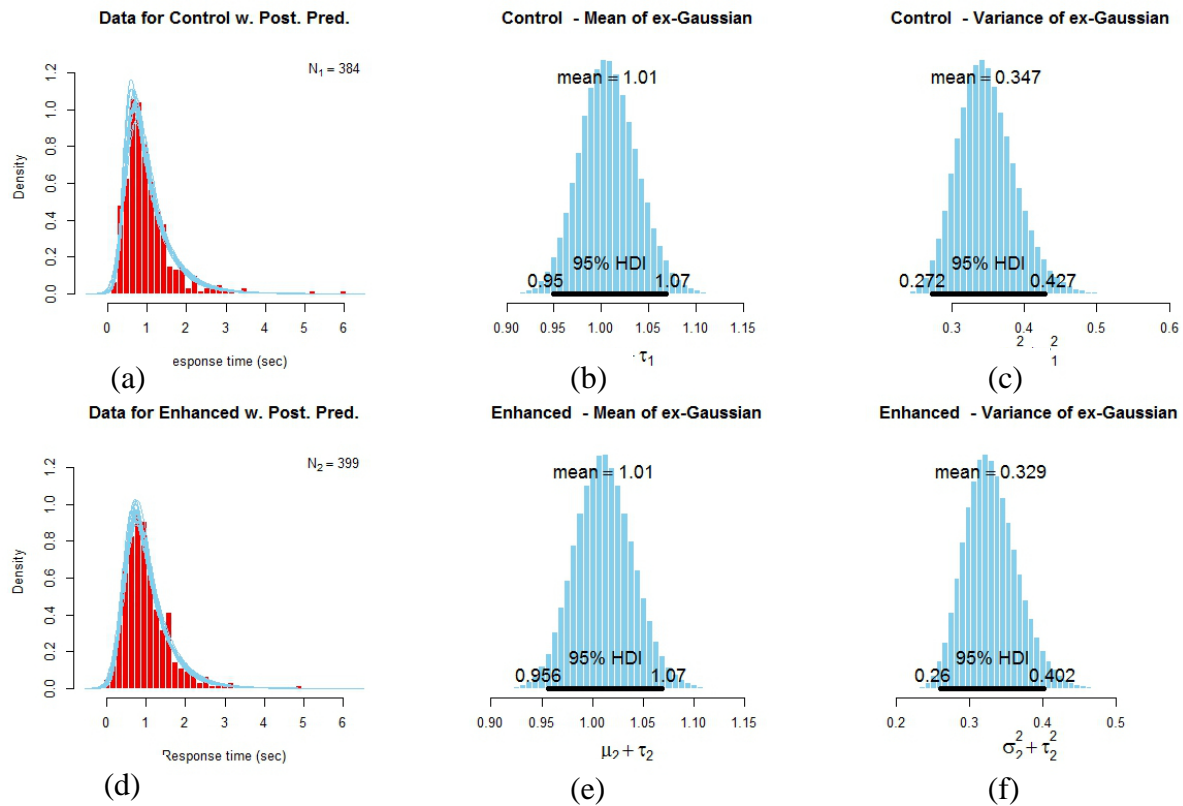 Data for Control w. Post. Pred.
N1 = 384
Density
0.0 0.2 0.4 0.6 0.8 1.0 1.2
0 1 2 3 4 5 6
esponse time (sec)
(a)
Control - Mean of ex-Gaussian
mean = 1.01
95% HDI
0.95 1.07
0.90 0.95 1.00 1.05 1.10 1.15
· τ1
(b)
Control - Variance of ex-Gaussian
mean = 0.347
95% HDI
0.272 0.427
0.3 0.4 0.5 0.6
2 2
1
(c)
Data for Enhanced w. Post. Pred.
N2 = 399
Density
0.0 0.2 0.4 0.6 0.8 1.0 1.2
0 1 2 3 4 5 6
Response time (sec)
(d)
Enhanced - Mean of ex-Gaussian
mean = 1.01
95% HDI
0.956 1.07
0.90 0.95 1.00 1.05 1.10 1.15
μ2 + τ2
(e)
Enhanced - Variance of ex-Gaussian
mean = 0.329
95% HDI
0.26 0.402
0.2 0.3 0.4 0.5
σ2² + τ2²
(f)